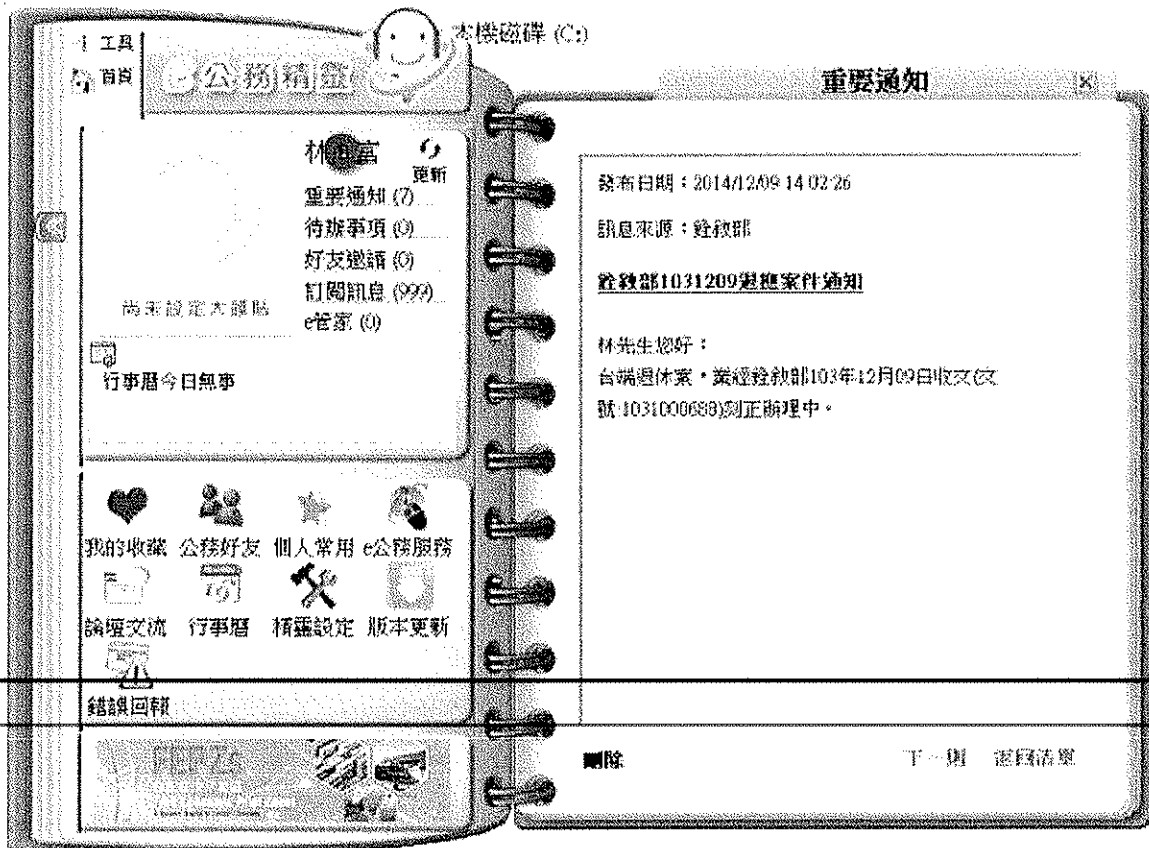 本機磁碟 (C:)
工具
首頁
e公務精靈
林 富
更新
重要通知 (7)
待辦事項 (0)
好友邀請 (0)
訂閱訊息 (999)
e管家 (0)
尚未設定大頭貼
行事曆今日無事
我的收藏 公務好友 個人常用 e公務服務
論壇交流 行事曆 精靈設定 版本更新
錯誤回報
重要通知
發布日期：2014/12/09 14:02:26
訊息來源：銓敘部
銓敘部1031209退撫案件通知
林先生您好：
台端退休案，業經銓敘部103年12月09日收文(文
號:1031000688)刻正辦理中。
刪除 下一則 返回清單